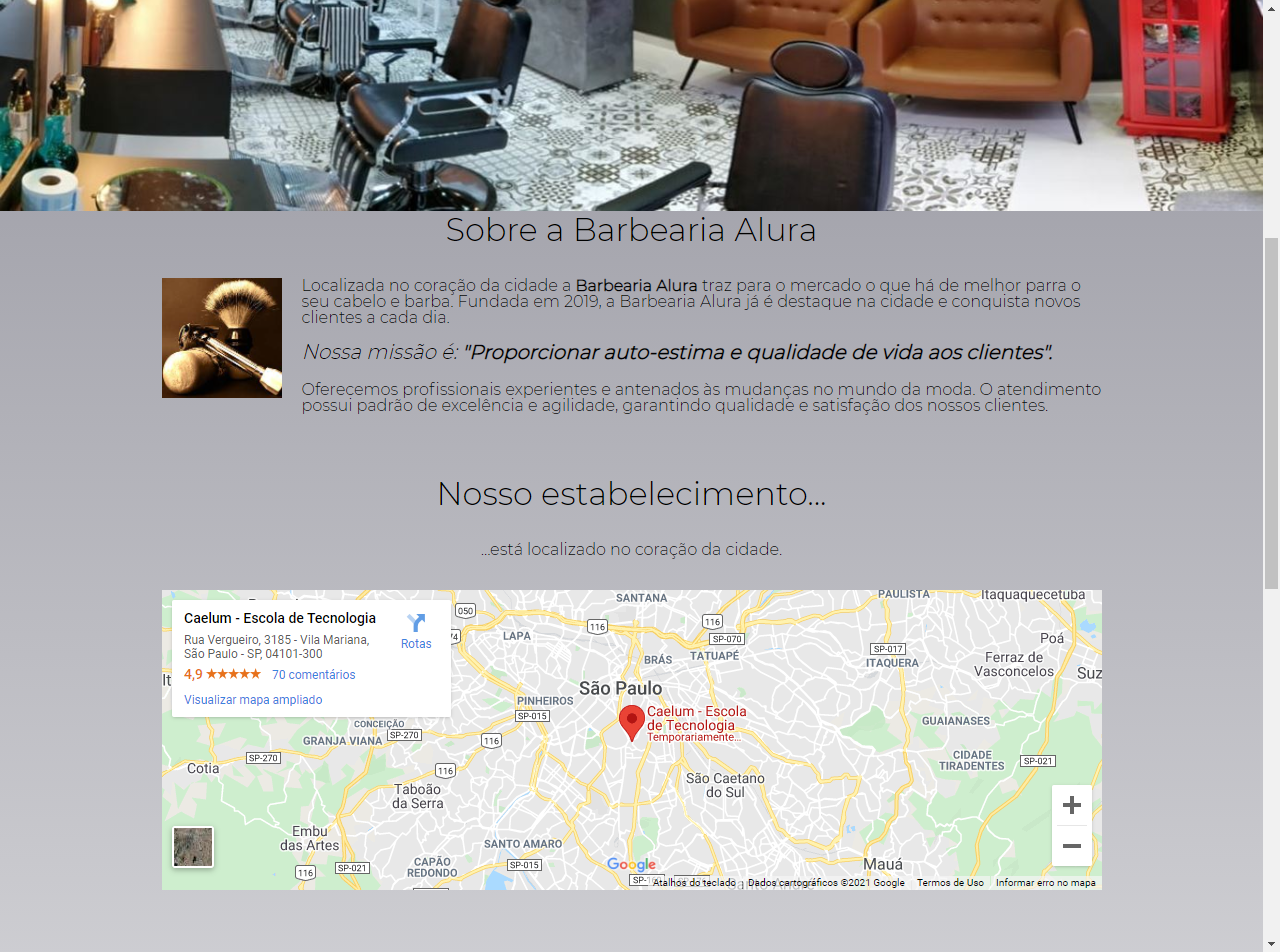 Sobre a Barbearia Alura
Localizada no coração da cidade a Barbearia Alura traz para o mercado o que há de melhor parra o
seu cabelo e barba. Fundada em 2019, a Barbearia Alura já é destaque na cidade e conquista novos
clientes a cada dia.
Nossa missão é: "Proporcionar auto-estima e qualidade de vida aos clientes".
Oferecemos profissionais experientes e antenados às mudanças no mundo da moda. O atendimento
possui padrão de excelência e agilidade, garantindo qualidade e satisfação dos nossos clientes.
Nosso estabelecimento...
...está localizado no coração da cidade.
Caelum - Escola de Tecnologia
Rotas
Rua Vergueiro, 3185 - Vila Mariana,
São Paulo - SP, 04101-300
4,9 ★★★★★ 70 comentários
Visualizar mapa ampliado
050
SANTANA
PAULISTA
Itaquaquecetuba
116
116
LAPA
SP-070
Poá
BRÁS
TATUAPÉ
SP-017
ITAQUERA
Ferraz de
Vasconcelos
Suz
São Paulo
PINHEIROS
SP-015
Caelum - Escola
de Tecnologia
Temporariamente...
CONCEIÇÃO
SP-270
GRANJA VIANA
116
GUAIANASES
SP-270
Cotia
116
CIDADE
TIRADENTES
SP-021
São Caetano
do Sul
Taboão
da Serra
Embu
das Artes
SANTO AMARO
CAPÃO
REDONDO
SP-015
SP-021
116
Google
Mauá
Atalhos do teclado
Dados cartográficos ©2021 Google
Termos de Uso
Informar erro no mapa